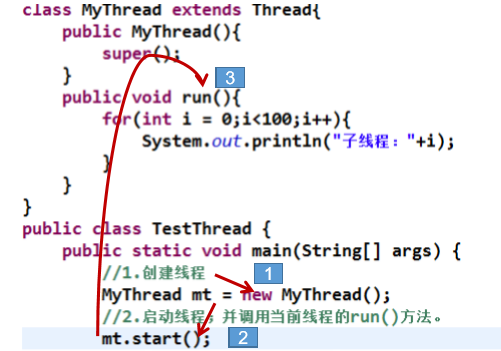 class MyThread extends Thread{
public MyThread(){
super();
}
3
public void run(){
for(int i = 0;i<100;i++){
System.out.println("子线程："+i);
}
}
}
public class TestThread {
public static void main(String[] args) {
//1.创建线程
1
MyThread mt = new MyThread();
//2.启动线程；并调用当前线程的run()方法。
mt.start();
2